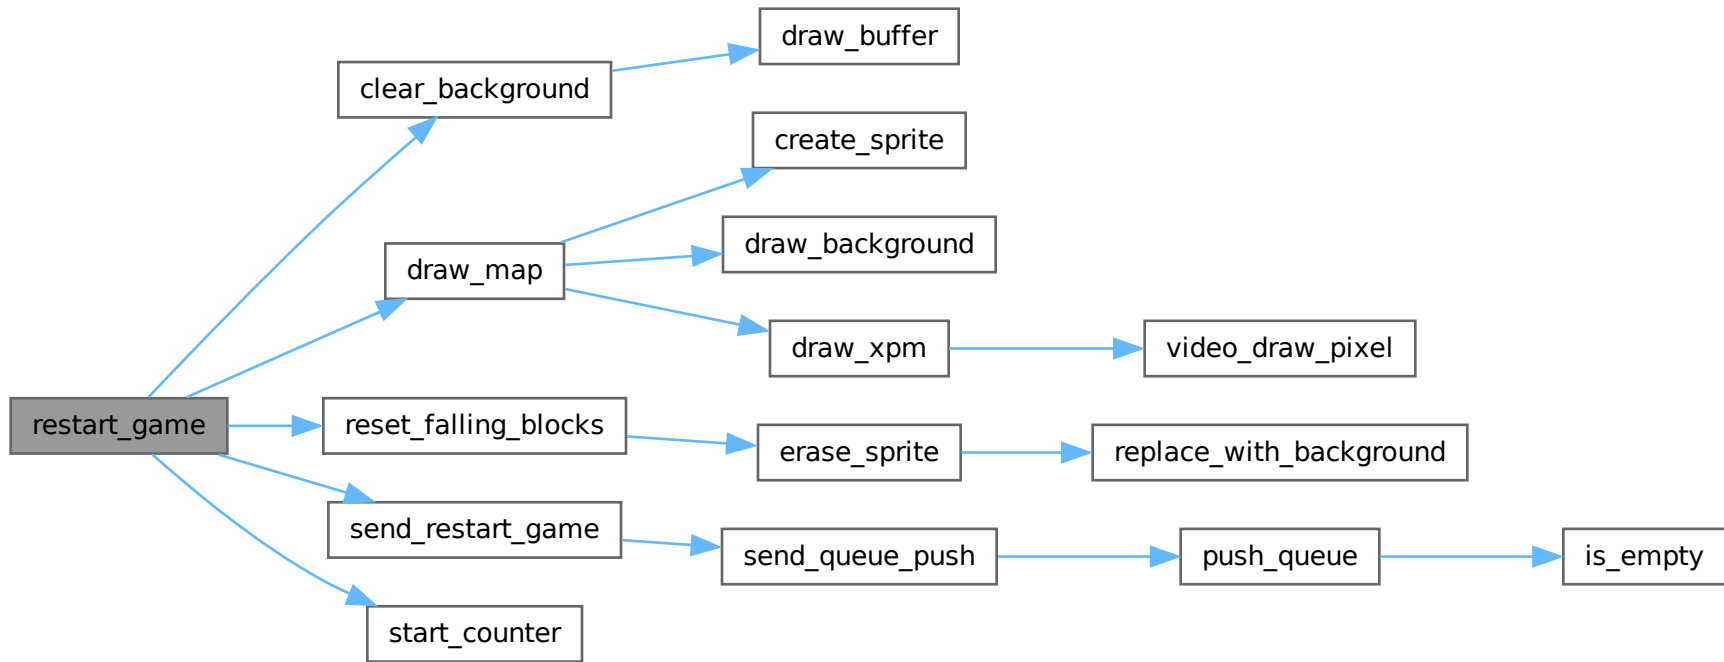 draw_buffer
clear_background
create_sprite
draw_background
draw_map
draw_xpm
video_draw_pixel
restart_game
reset_falling_blocks
erase_sprite
replace_with_background
send_restart_game
send_queue_push
push_queue
is_empty
start_counter